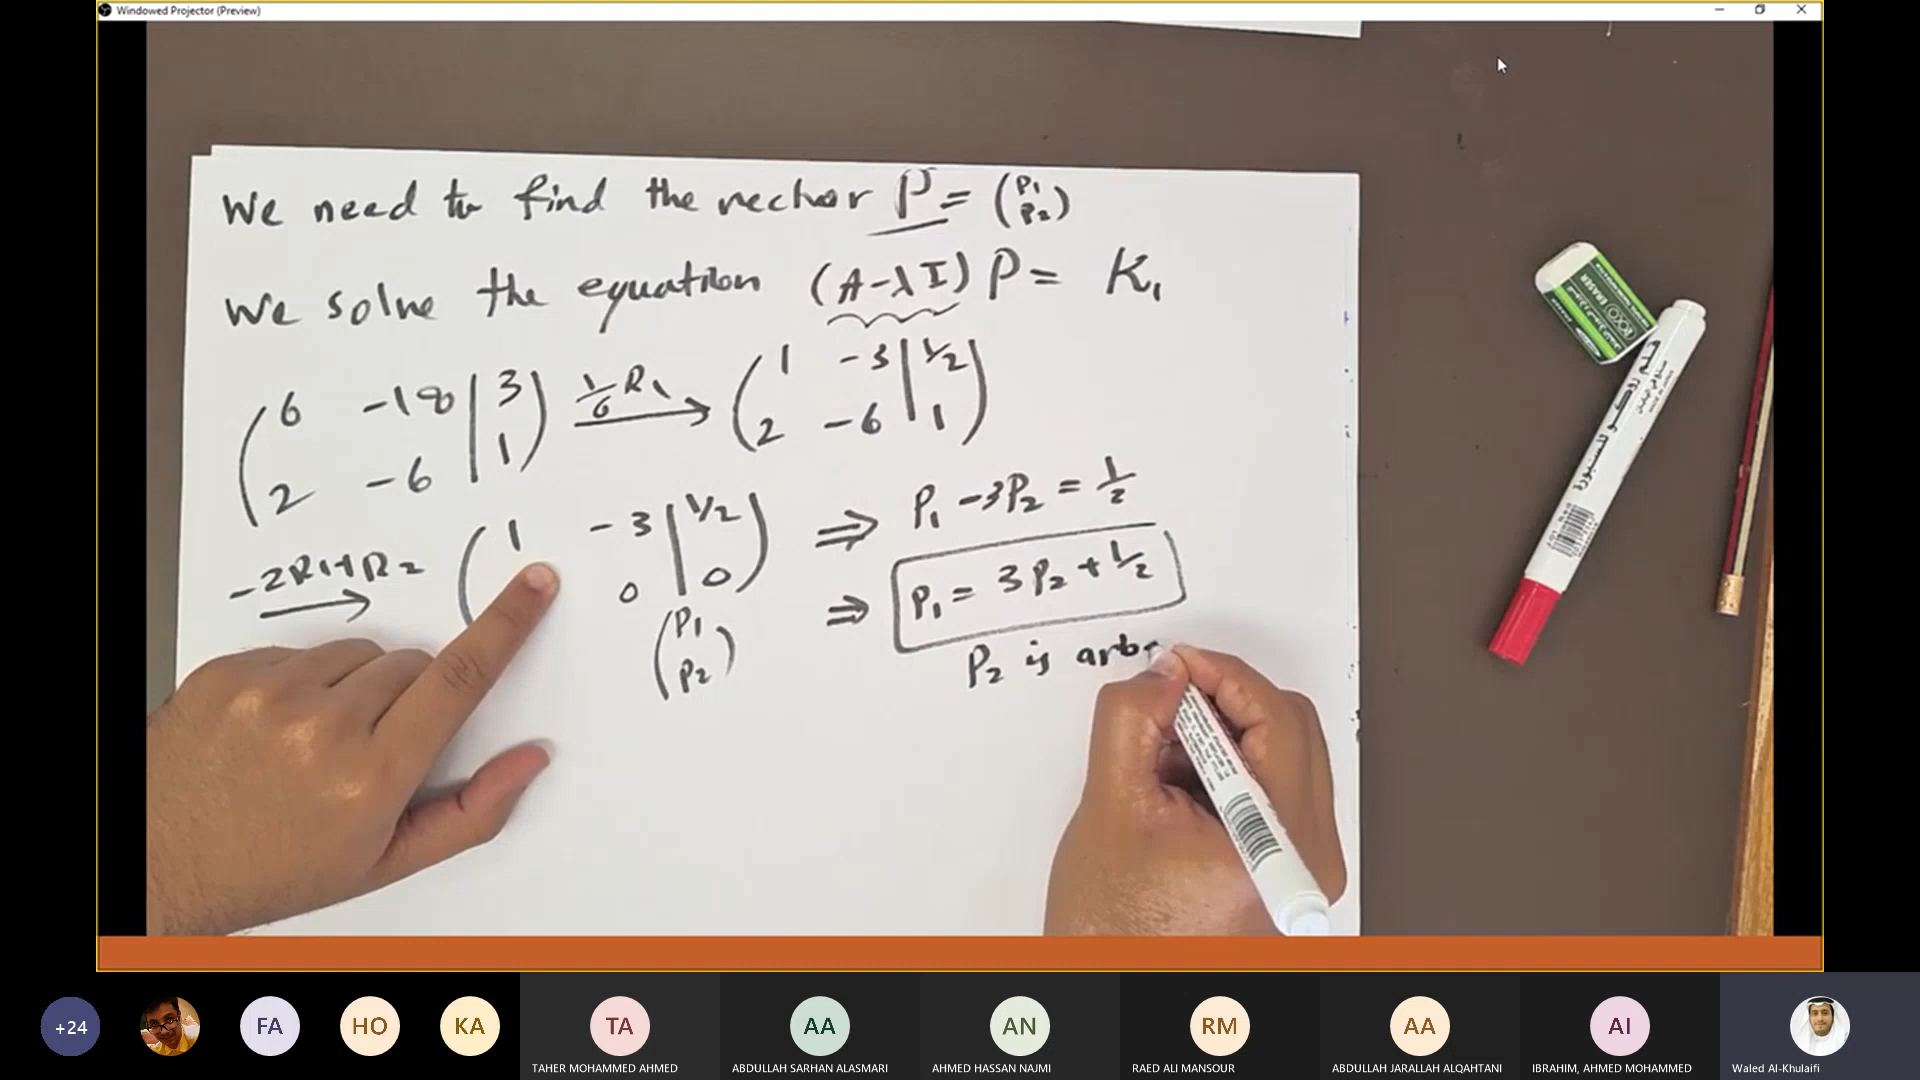 Windowed Projector (Preview)
We need to find the vector P = (P1 P2)
We solve the equation (A-λI) P = K1
(6 -18 | 3
2 -6 | 1) 1/6 R1 → (1 -3 | 1/2
2 -6 | 1)
-2R1+R2 → (1 -3 | 1/2
0 | 0) ⇒ P1 -3P2 = 1/2
(P1
P2) ⇒ P1 = 3P2 + 1/2
P2 is arb
ERASER
قلم زوكو للسبورة
+24
FA
HO
KA
TA
AA
AN
RM
AA
AI
TAHER MOHAMMED AHMED
ABDULLAH SARHAN ALASMARI
AHMED HASSAN NAJMI
RAED ALI MANSOUR
ABDULLAH JARALLAH ALQAHTANI
IBRAHIM, AHMED MOHAMMED
Waled Al-Khulaifi